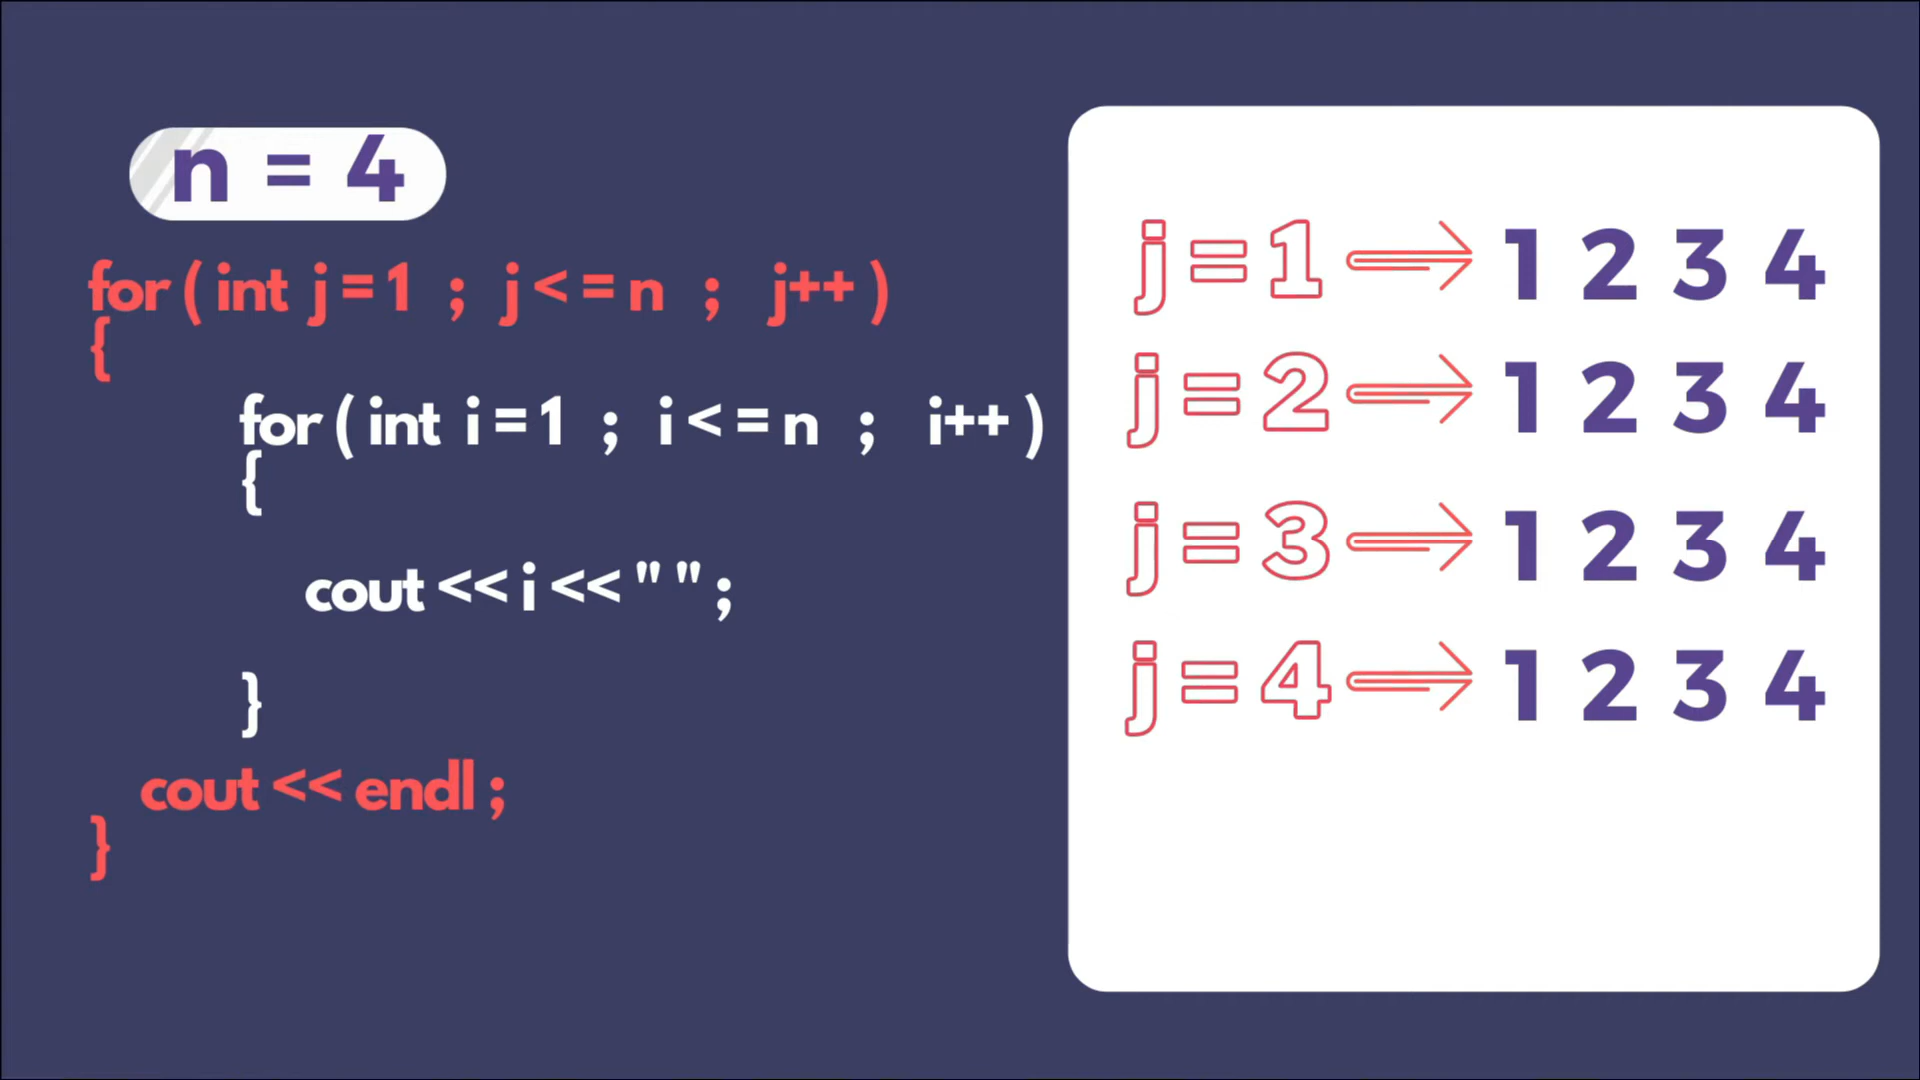 n = 4
for ( int j = 1 ; j < = n ; j++ )
{
for ( int i = 1 ; i < = n ; i++ )
{
cout << i << " " ;
}
cout << endl ;
}
j = 1 ⟹ 1 2 3 4
j = 2 ⟹ 1 2 3 4
j = 3 ⟹ 1 2 3 4
j = 4 ⟹ 1 2 3 4